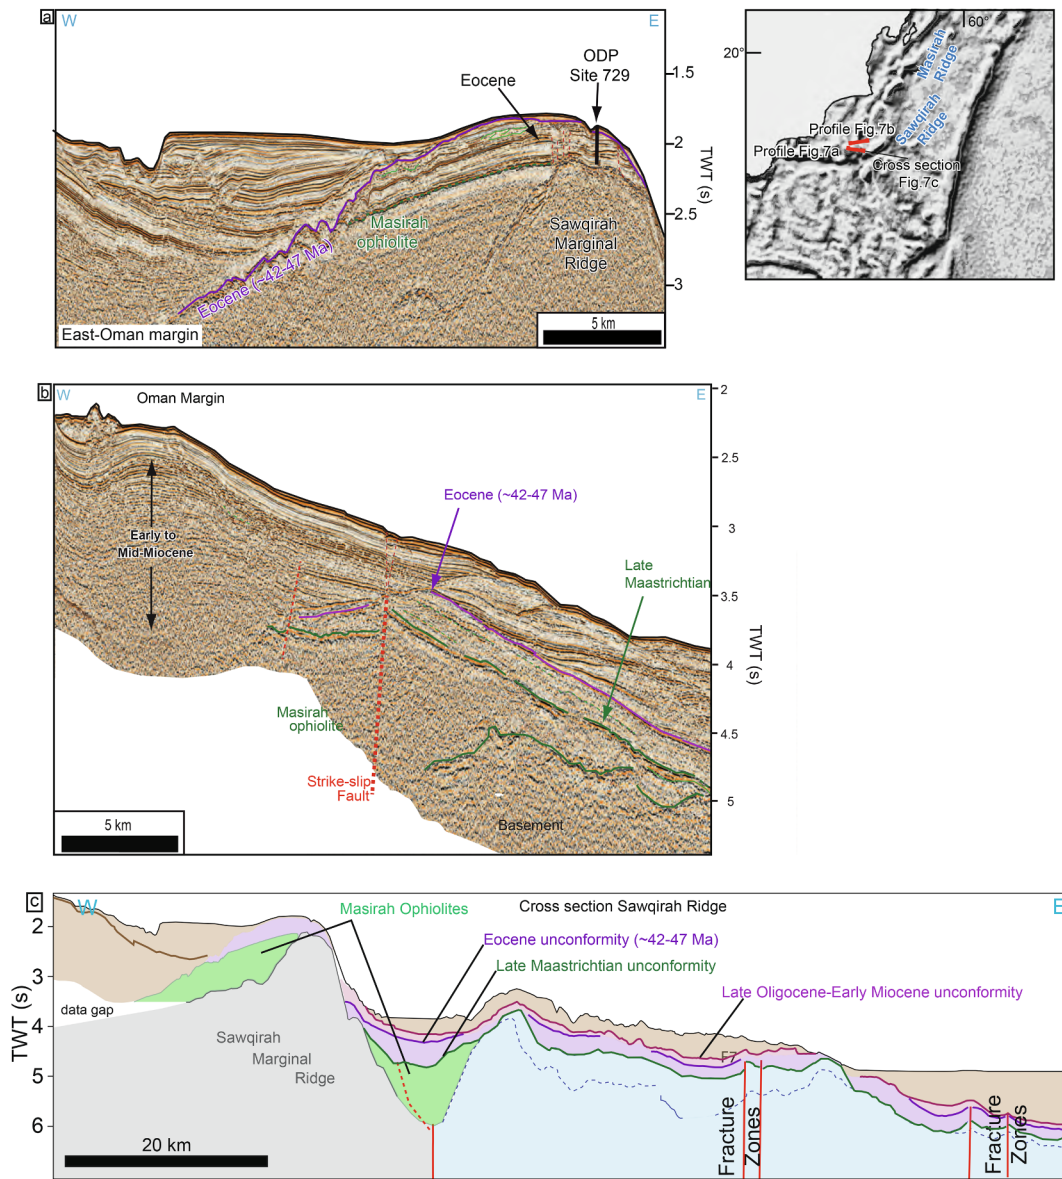 a
W
E
ODP
Site 729
Eocene
1.5
2
2.5
3
TWT (s)
Masirah
ophiolite
Sawqirah
Marginal
Ridge
Eocene (~42-47 Ma)
East-Oman margin
5 km
60°
20°
Masirah
Ridge
Sawqirah
Ridge
Profile Fig.7b
Profile Fig.7a
Cross section
Fig.7c
b
W
Oman Margin
E
2
2.5
3
3.5
4
4.5
5
TWT (s)
Eocene (~42-47 Ma)
Early to
Mid-Miocene
Late
Maastrichtian
Masirah
ophiolite
Strike-slip
Fault
Basement
5 km
c
W
Masirah Ophiolites
Cross section Sawqirah Ridge
E
Eocene unconformity (~42-47 Ma)
Late Maastrichtian unconformity
Late Oligocene-Early Miocene unconformity
2
3
4
5
6
TWT (s)
data gap
Sawqirah
Marginal
Ridge
FZ
Fracture
Zones
Fracture
Zones
20 km